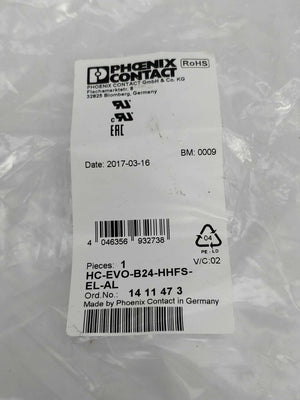 PHOENIX
CONTACT
RoHS
PHOENIX CONTACT GmbH & Co. KG
Flachsmarktstr. 8
32825 Blomberg, Germany
EAC
Date: 2017-03-16
BM: 0009
4 046356 932738
04
PE - LD
Pieces: 1
V/C:02
HC-EVO-B24-HHFS-
EL-AL
Ord.No.: 14 11 47 3
Made by Phoenix Contact in Germany